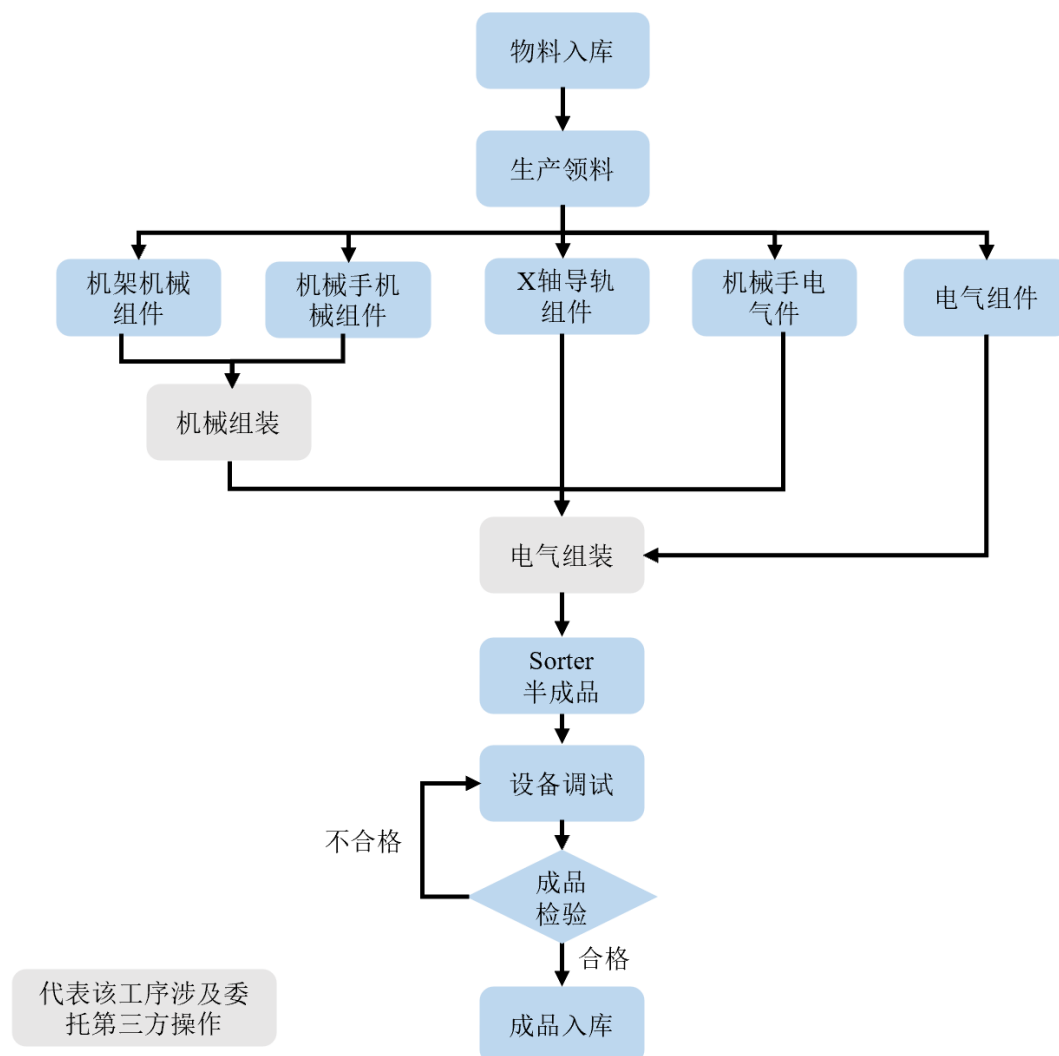 物料入库
生产领料
机架机械
组件
机械手机
械组件
X轴导轨
组件
机械手电
气件
电气组件
机械组装
电气组装
Sorter
半成品
设备调试
不合格
成品
检验
合格
代表该工序涉及委
托第三方操作
成品入库